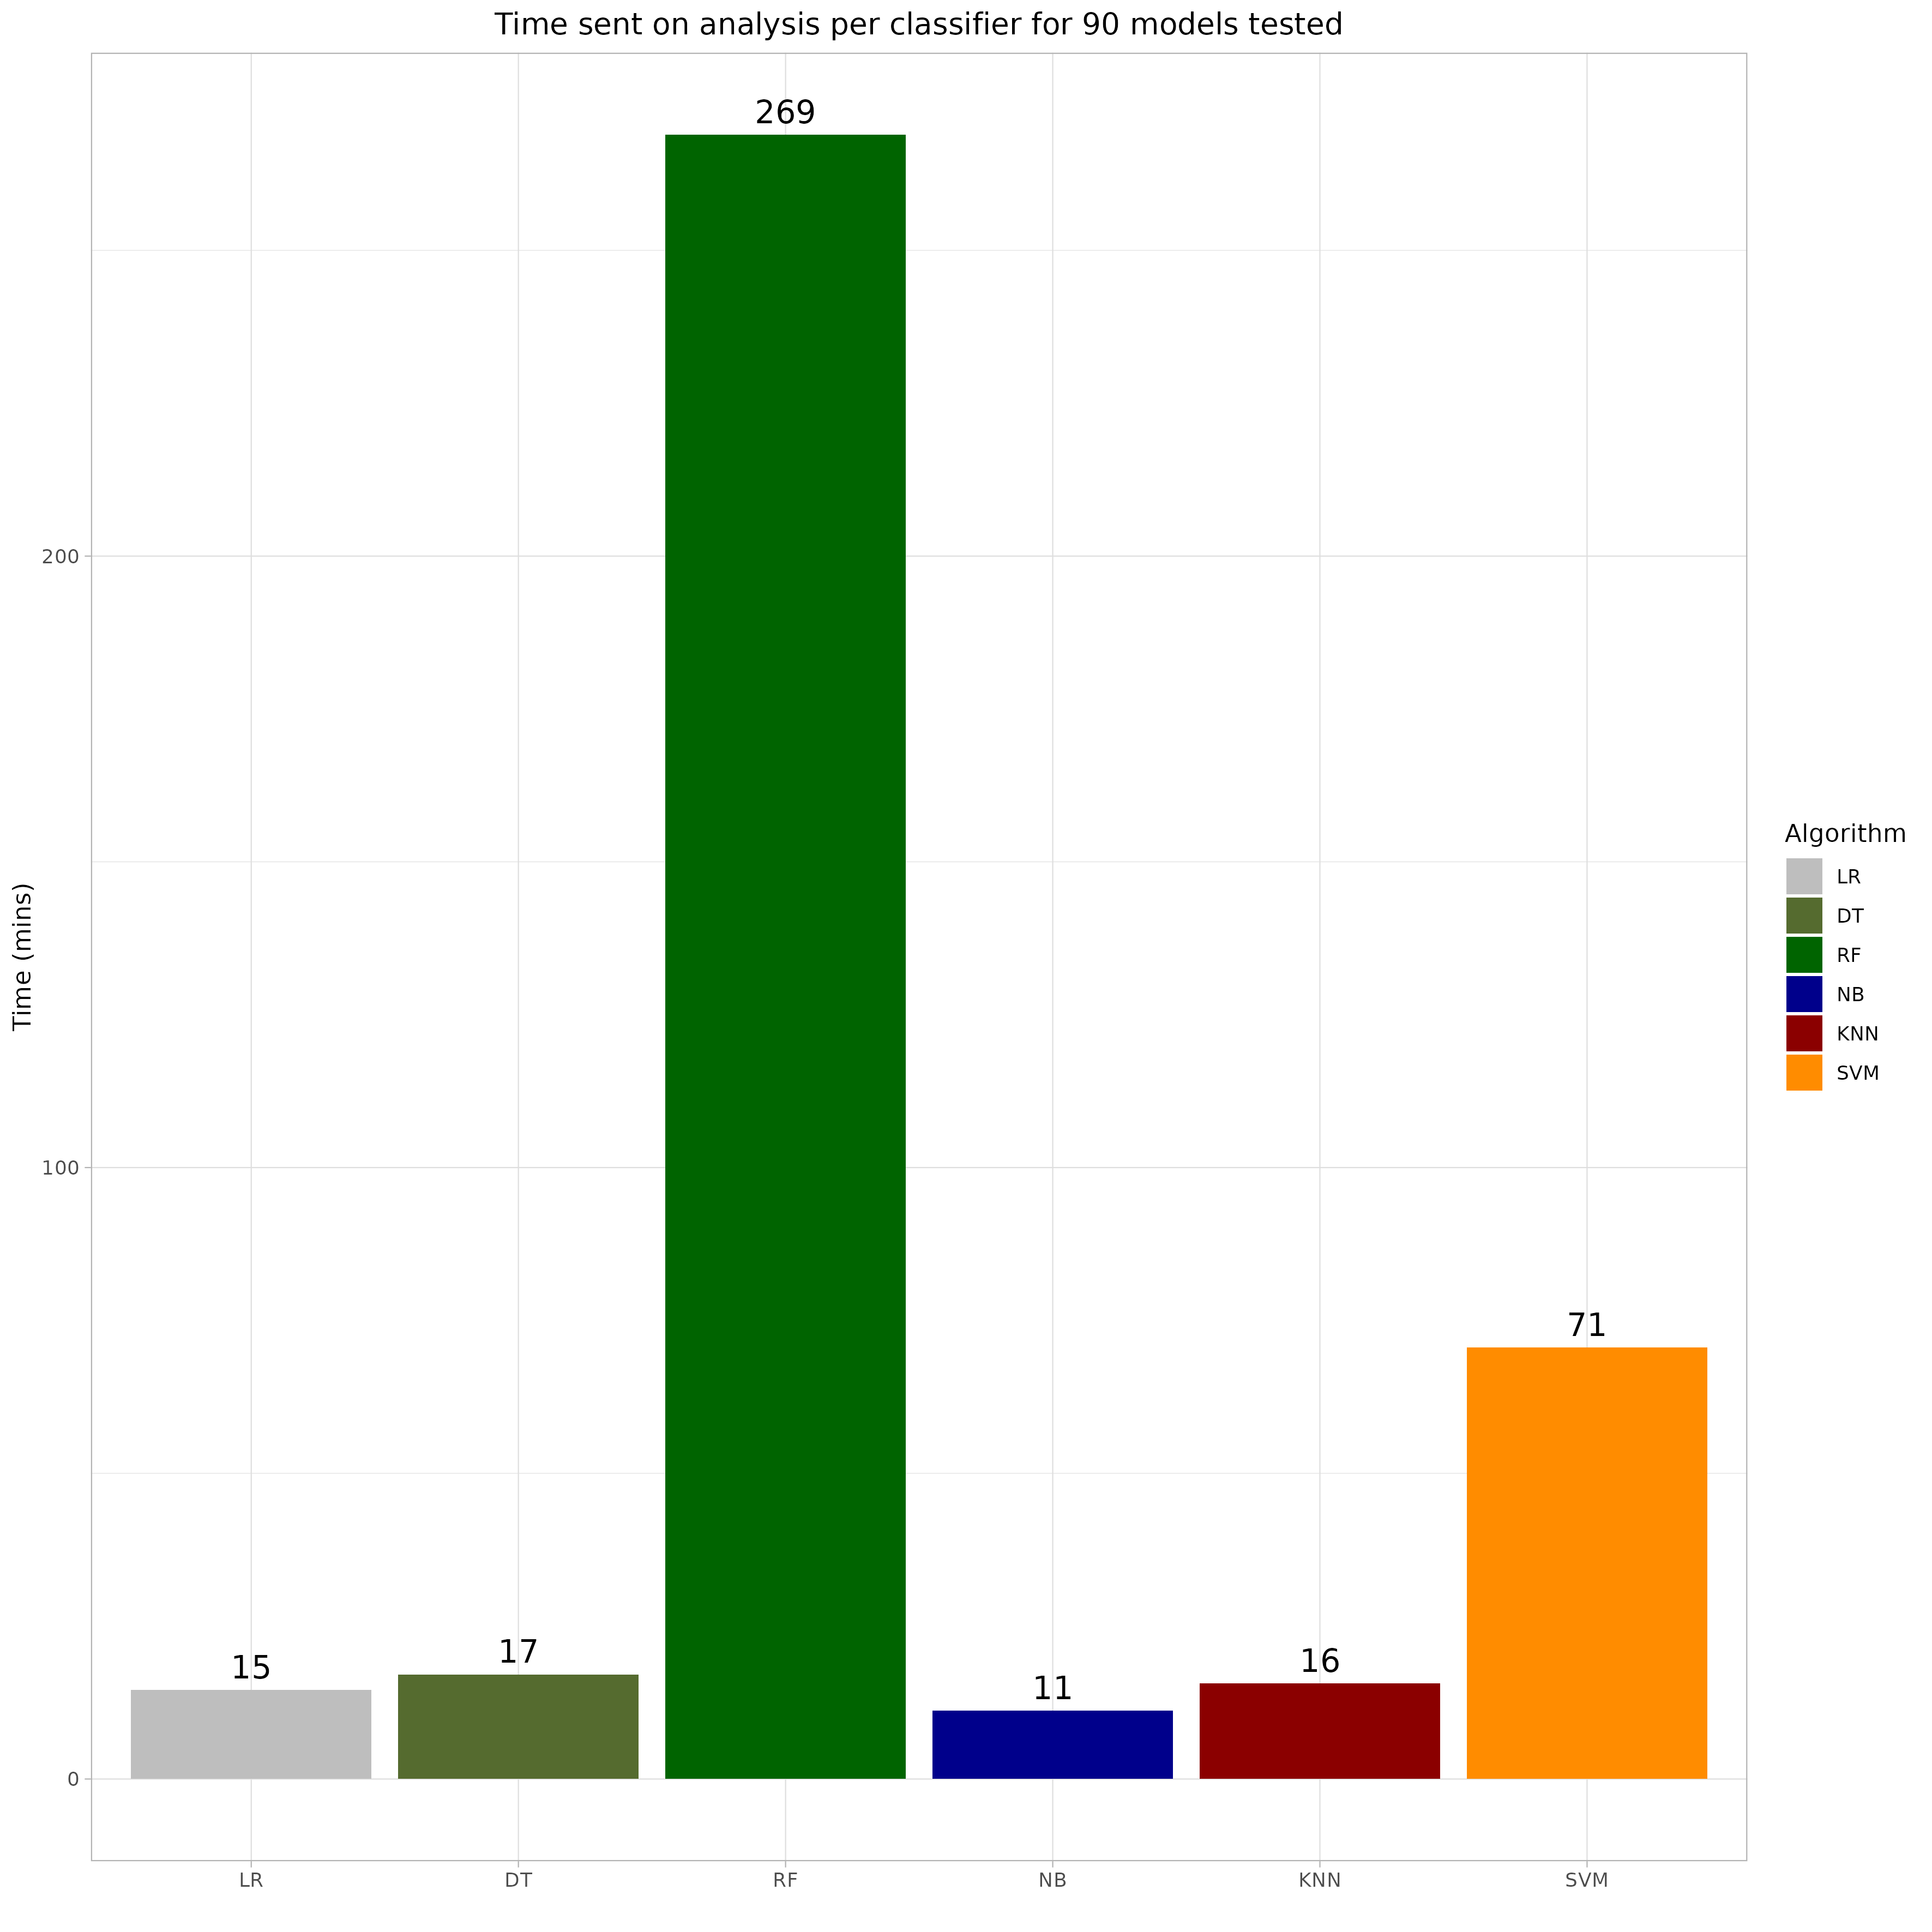 Time sent on analysis per classifier for 90 models tested
269
200
Algorithm
LR
DT
RF
NB
KNN
SVM
Time (mins)
100
71
15
17
11
16
0
LR DT RF NB KNN SVM